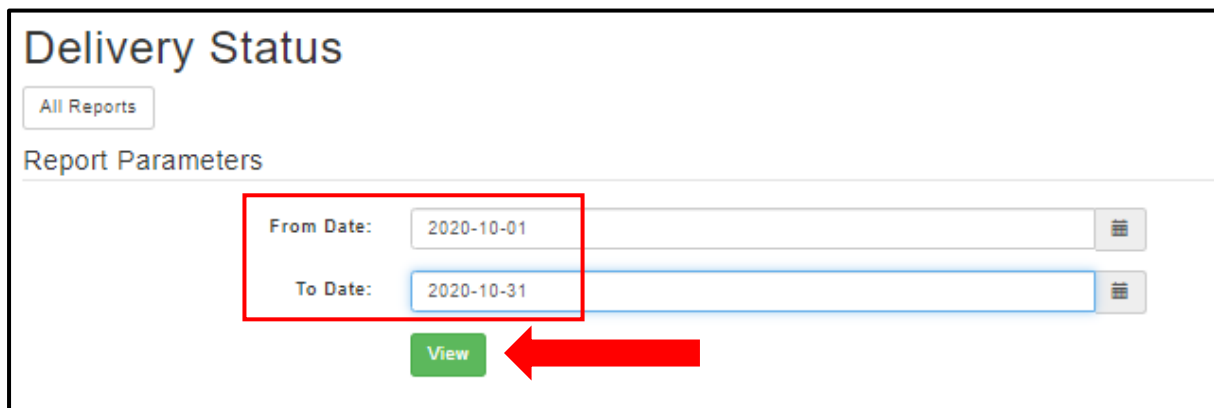 Delivery Status
All Reports
Report Parameters
From Date: 2020-10-01
To Date: 2020-10-31
View